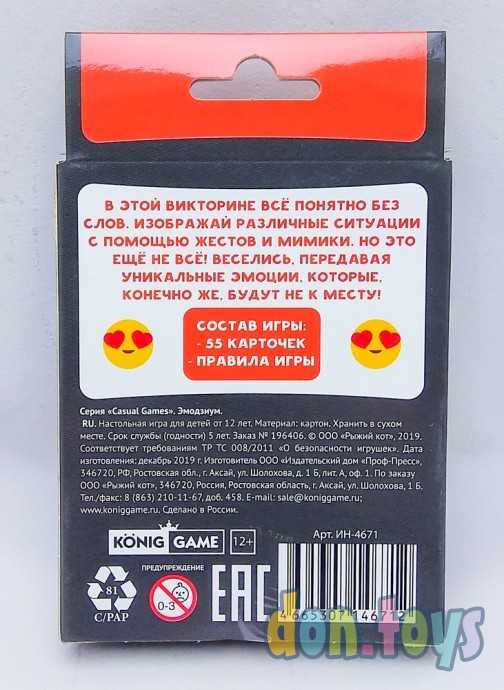 В ЭТОЙ ВИКТОРИНЕ ВСЁ ПОНЯТНО БЕЗ
СЛОВ. ИЗОБРАЖАЙ РАЗЛИЧНЫЕ СИТУАЦИИ
С ПОМОЩЬЮ ЖЕСТОВ И МИМИКИ. НО ЭТО
ЕЩЁ НЕ ВСЁ! ВЕСЕЛИСЬ, ПЕРЕДАВАЯ
УНИКАЛЬНЫЕ ЭМОЦИИ, КОТОРЫЕ,
КОНЕЧНО ЖЕ, БУДУТ НЕ К МЕСТУ!
СОСТАВ ИГРЫ:
- 55 КАРТОЧЕК
- ПРАВИЛА ИГРЫ
Серия «Casual Games». Эмодзиум.
RU. Настольная игра для детей от 12 лет. Материал: картон. Хранить в сухом
месте. Срок службы (годности) 5 лет. Заказ № 196406. © ООО «Рыжий кот», 2019.
Соответствует требованиям ТР ТС 008/2011 «О безопасности игрушек». Дата
изготовления: декабрь 2019 г. Изготовитель ООО «Издательский дом «Проф-Пресс»,
346720, РФ, Ростовская обл., г. Аксай, ул. Шолохова, д. 1 Б, лит. А, оф. 1. По заказу
ООО «Рыжий кот», 346720, Россия, Ростовская область, г. Аксай, ул. Шолохова, д. 1 Б.
Тел./факс: 8 (863) 210-11-67, доб. 458. E-mail: sale@koniggame.ru,
www.koniggame.ru. Сделано в России.
KÖNIG GAME 12+
Арт. ИН-4671
ПРЕДУПРЕЖДЕНИЕ
0-3
81
C/PAP
EAC
4 665307 146712
don.toys